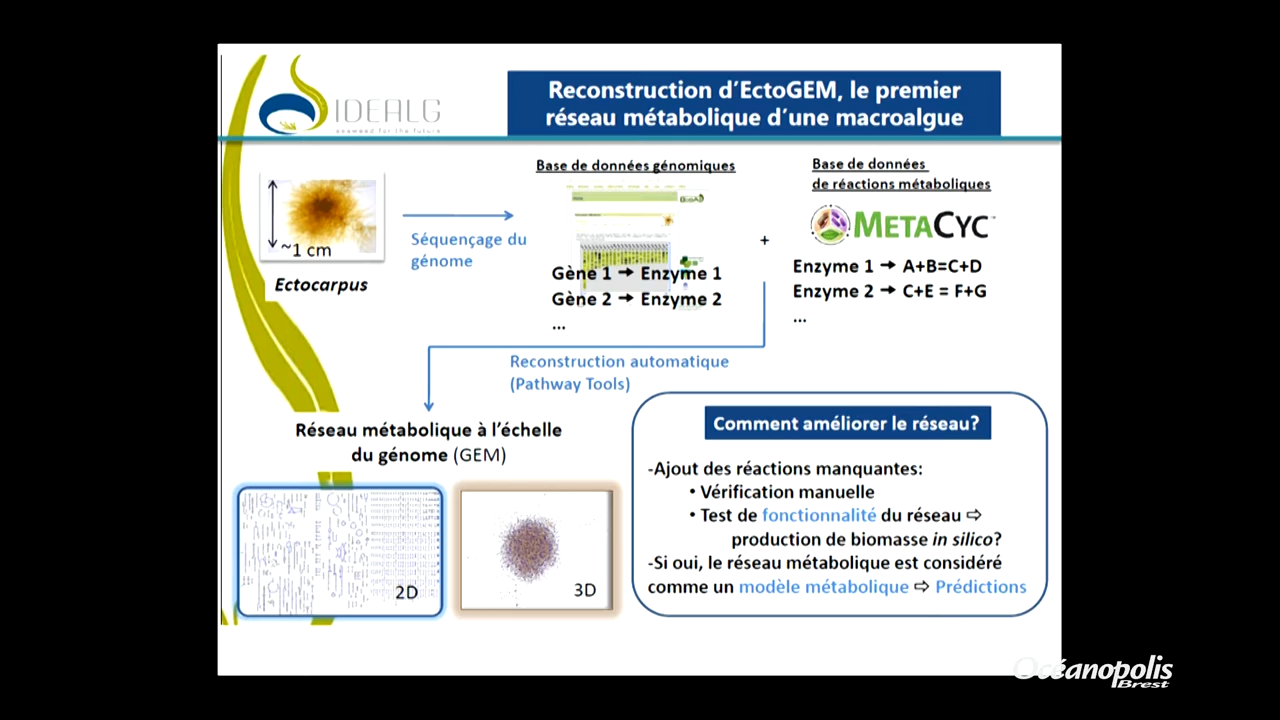 IDEALG
seaweed for the future
Reconstruction d'EctoGEM, le premier
réseau métabolique d'une macroalgue
~1 cm
Ectocarpus
Séquençage du
génome
Base de données génomiques
Gène 1 → Enzyme 1
Gène 2 → Enzyme 2
...
+
Base de données
de réactions métaboliques
METACYC™
Enzyme 1 → A+B=C+D
Enzyme 2 → C+E = F+G
...
Reconstruction automatique
(Pathway Tools)
Réseau métabolique à l'échelle
du génome (GEM)
2D
3D
Comment améliorer le réseau?
-Ajout des réactions manquantes:
• Vérification manuelle
• Test de fonctionnalité du réseau ⇨
production de biomasse in silico?
-Si oui, le réseau métabolique est considéré
comme un modèle métabolique ⇨ Prédictions
Océanopolis
Brest